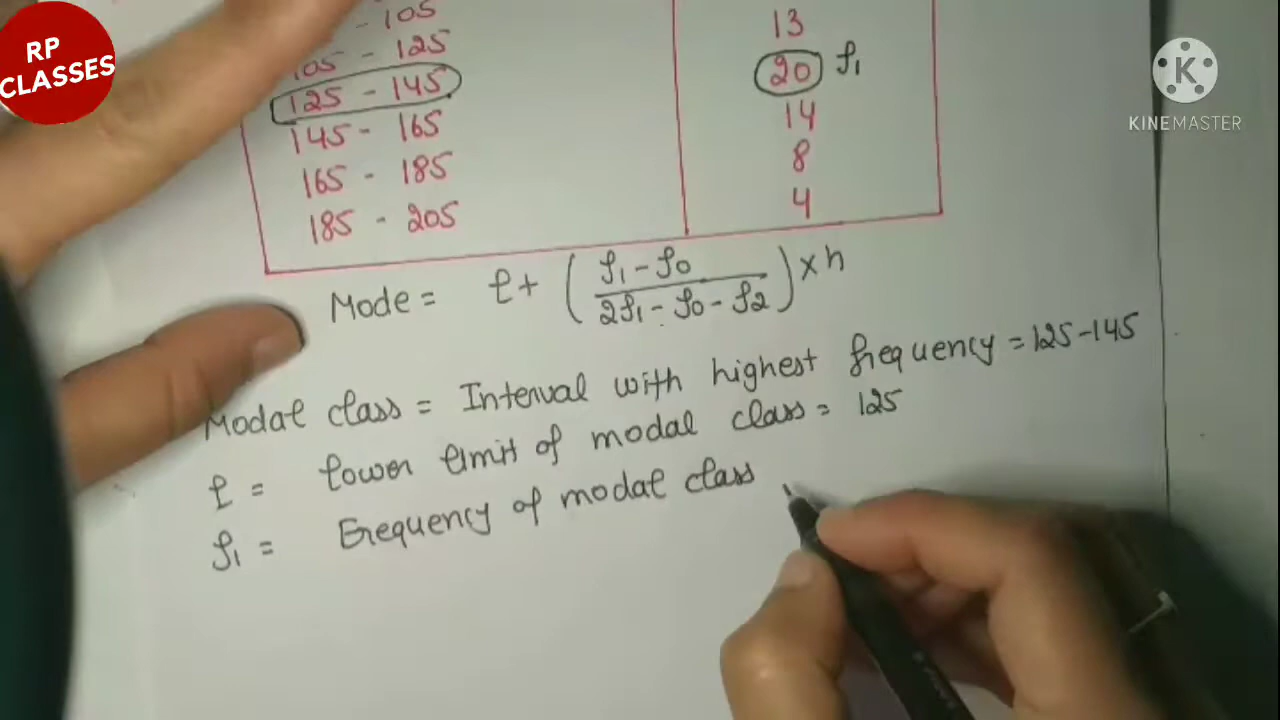 RP
CLASSES
KINEMASTER
- 105 13
105 - 125 20 f₁
125 - 145 14
145 - 165 8
165 - 185 4
185 - 205
Mode = l + ( f₁ - f₀ / 2f₁ - f₀ - f₂ ) × h
Modal class = Interval with highest frequency = 125-145
l = lower limit of modal class = 125
f₁ = Frequency of modal class